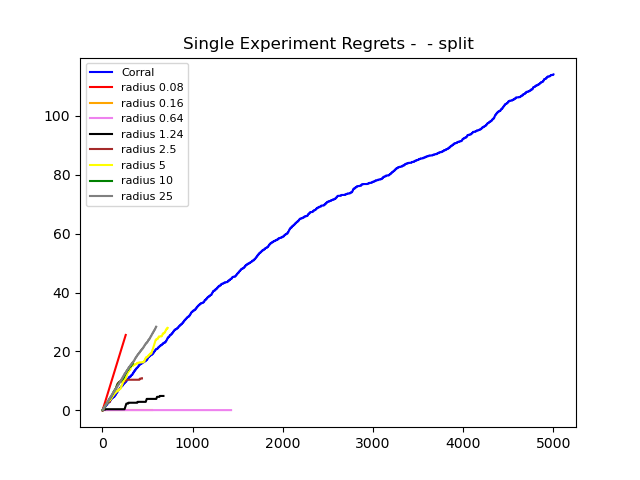 Single Experiment Regrets -  - split
Corral
radius 0.08
radius 0.16
radius 0.64
radius 1.24
radius 2.5
radius 5
radius 10
radius 25
100
80
60
40
20
0
0 1000 2000 3000 4000 5000